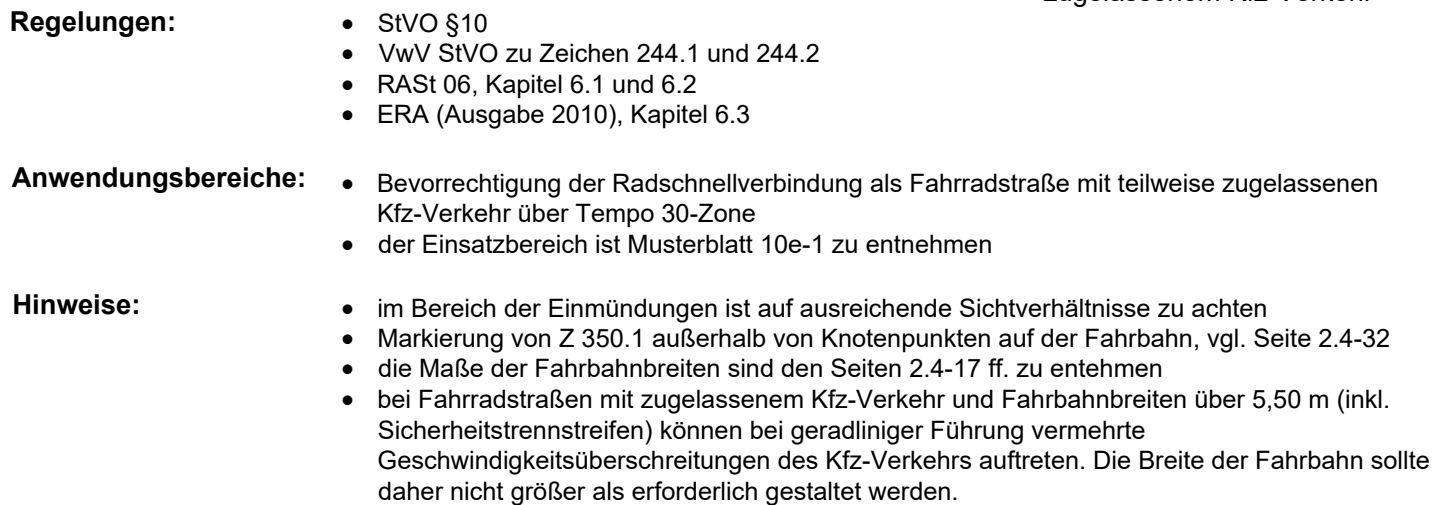 Regelungen:
• StVO §10
• VwV StVO zu Zeichen 244.1 und 244.2
• RASt 06, Kapitel 6.1 und 6.2
• ERA (Ausgabe 2010), Kapitel 6.3
Anwendungsbereiche:
• Bevorrechtigung der Radschnellverbindung als Fahrradstraße mit teilweise zugelassenen
Kfz-Verkehr über Tempo 30-Zone
• der Einsatzbereich ist Musterblatt 10e-1 zu entnehmen
Hinweise:
• im Bereich der Einmündungen ist auf ausreichende Sichtverhältnisse zu achten
• Markierung von Z 350.1 außerhalb von Knotenpunkten auf der Fahrbahn, vgl. Seite 2.4-32
• die Maße der Fahrbahnbreiten sind den Seiten 2.4-17 ff. zu entehmen
• bei Fahrradstraßen mit zugelassenem Kfz-Verkehr und Fahrbahnbreiten über 5,50 m (inkl.
Sicherheitstrennstreifen) können bei geradliniger Führung vermehrte
Geschwindigkeitsüberschreitungen des Kfz-Verkehrs auftreten. Die Breite der Fahrbahn sollte
daher nicht größer als erforderlich gestaltet werden.